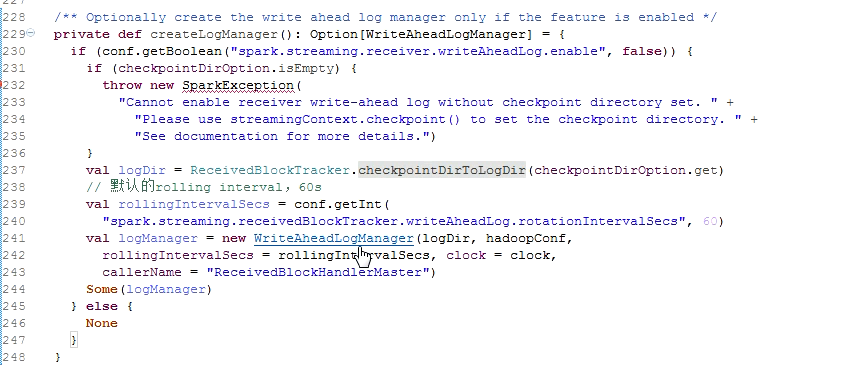 227
228 /** Optionally create the write ahead log manager only if the feature is enabled */
229 private def createLogManager(): Option[WriteAheadLogManager] = {
230 if (conf.getBoolean("spark.streaming.receiver.writeAheadLog.enable", false)) {
231 if (checkpointDirOption.isEmpty) {
232 throw new SparkException(
233 "Cannot enable receiver write-ahead log without checkpoint directory set. " +
234 "Please use streamingContext.checkpoint() to set the checkpoint directory. " +
235 "See documentation for more details.")
236 }
237 val logDir = ReceivedBlockTracker.checkpointDirToLogDir(checkpointDirOption.get)
238 // 默认的rolling interval，60s
239 val rollingIntervalSecs = conf.getInt(
240 "spark.streaming.receivedBlockTracker.writeAheadLog.rotationIntervalSecs", 60)
241 val logManager = new WriteAheadLogManager(logDir, hadoopConf,
242 rollingIntervalSecs = rollingIntervalSecs, clock = clock,
243 callerName = "ReceivedBlockHandlerMaster")
244 Some(logManager)
245 } else {
246 None
247 }
248 }